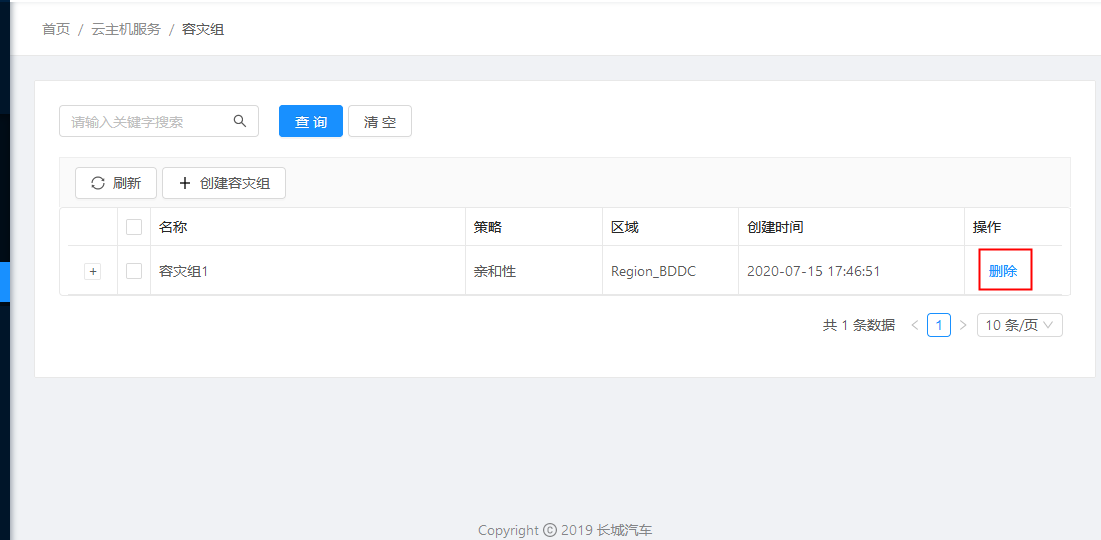 首页 / 云主机服务 / 容灾组
请输入关键字搜索 查 询 清 空
刷新 + 创建容灾组
名称 策略 区域 创建时间 操作
+ 容灾组1 亲和性 Region_BDDC 2020-07-15 17:46:51 删除
共 1 条数据 < 1 > 10 条/页
Copyright © 2019 长城汽车